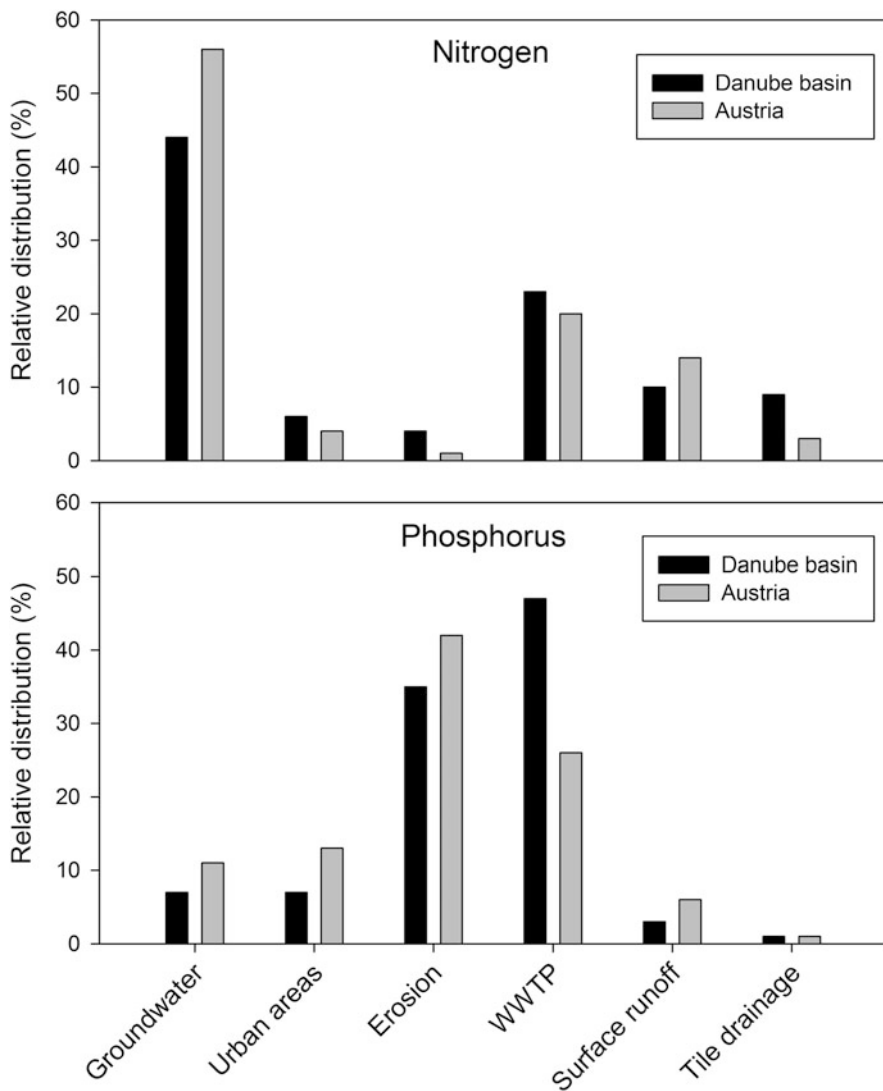 Nitrogen
Danube basin
Austria
Relative distribution (%)
60
50
40
30
20
10
0
Phosphorus
Danube basin
Austria
Relative distribution (%)
60
50
40
30
20
10
0
Groundwater
Urban areas
Erosion
WWTP
Surface runoff
Tile drainage